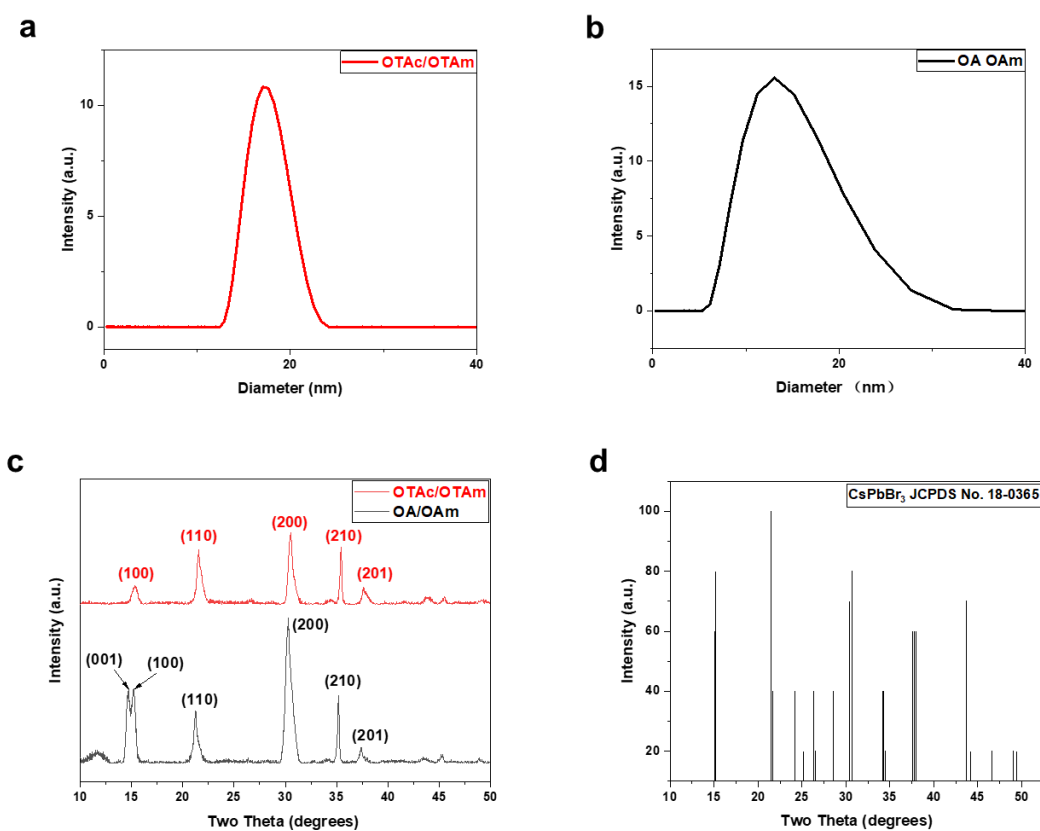 a
OTAc/OTAm
10
5
0
Intensity (a.u.)
0 20 40
Diameter (nm)
b
OA OAm
15
10
5
0
Intensity (a.u.)
0 20 40
Diameter （nm）
c
OTAc/OTAm
OA/OAm
(100)
(110)
(200)
(210)
(201)
(001)
(100)
(110)
(200)
(210)
(201)
Intensity (a.u.)
10 15 20 25 30 35 40 45 50
Two Theta (degrees)
d
CsPbBr₃ JCPDS No. 18-0365
100
80
60
40
20
Intensity (a.u.)
10 15 20 25 30 35 40 45 50
Two Theta (degrees)